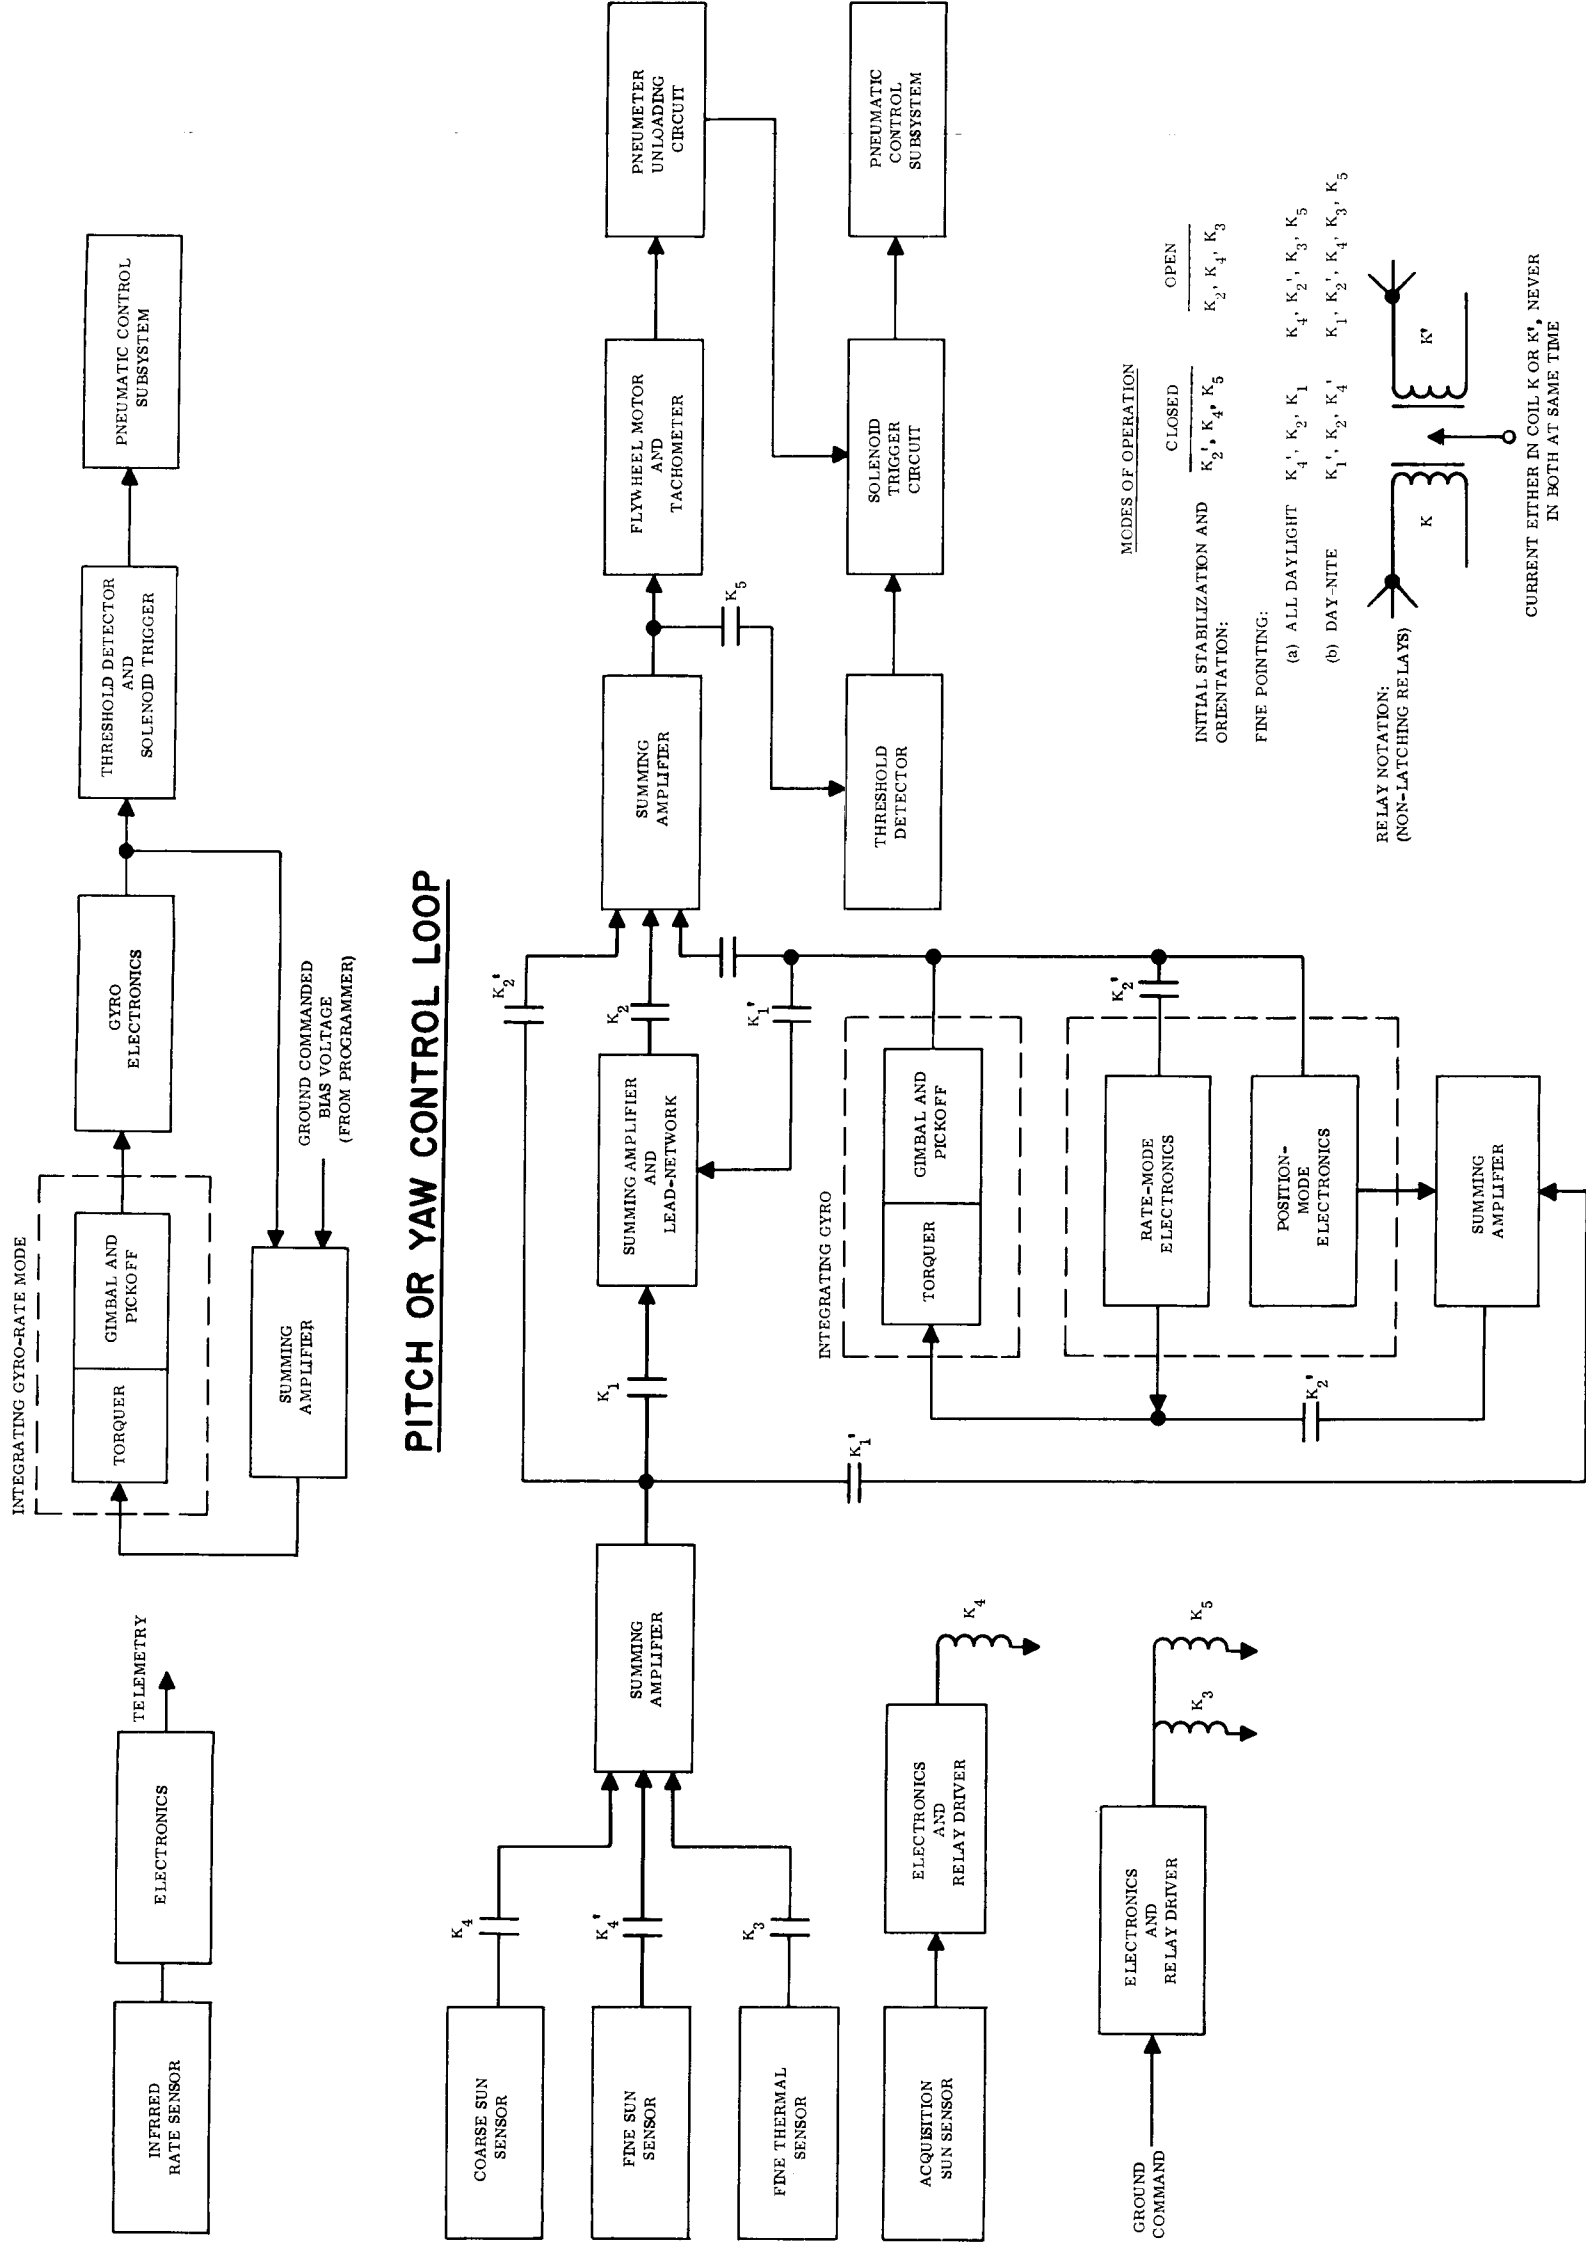 INTEGRATING GYRO-RATE MODE
TORQUER
GIMBAL AND
PICKOFF
GYRO
ELECTRONICS
THRESHOLD DETECTOR
AND
SOLENOID TRIGGER
PNEUMATIC CONTROL
SUBSYSTEM
SUMMING
AMPLIFIER
GROUND COMMANDED
BIAS VOLTAGE
(FROM PROGRAMMER)
INFRRED
RATE SENSOR
ELECTRONICS
TELEMETRY
PITCH OR YAW CONTROL LOOP
COARSE SUN
SENSOR
K4
FINE SUN
SENSOR
K4'
FINE THERMAL
SENSOR
K3
SUMMING
AMPLIFIER
K1
K2'
SUMMING AMPLIFIER
AND
LEAD-NETWORK
K2
K1'
SUMMING
AMPLIFIER
K5
FLYWHEEL MOTOR
AND
TACHOMETER
PNEUMETER
UNLOADING
CIRCUIT
THRESHOLD
DETECTOR
SOLENOID
TRIGGER
CIRCUIT
PNEUMATIC
CONTROL
SUBSYSTEM
K1'
INTEGRATING GYRO
TORQUER
GIMBAL AND
PICKOFF
RATE-MODE
ELECTRONICS
K2'
POSITION-
MODE
ELECTRONICS
K2'
SUMMING
AMPLIFIER
ACQUISITION
SUN SENSOR
ELECTRONICS
AND
RELAY DRIVER
K4
GROUND
COMMAND
ELECTRONICS
AND
RELAY DRIVER
K3
K5
MODES OF OPERATION
CLOSED OPEN
INITIAL STABILIZATION AND K2', K4, K5 K2, K4', K3
ORIENTATION:
FINE POINTING:
(a) ALL DAYLIGHT K4', K2, K1 K4, K2', K3, K5
(b) DAY-NITE K1', K2, K4' K1, K2', K4, K3, K5
RELAY NOTATION:
(NON-LATCHING RELAYS)
K
K'
CURRENT EITHER IN COIL K OR K', NEVER
IN BOTH AT SAME TIME